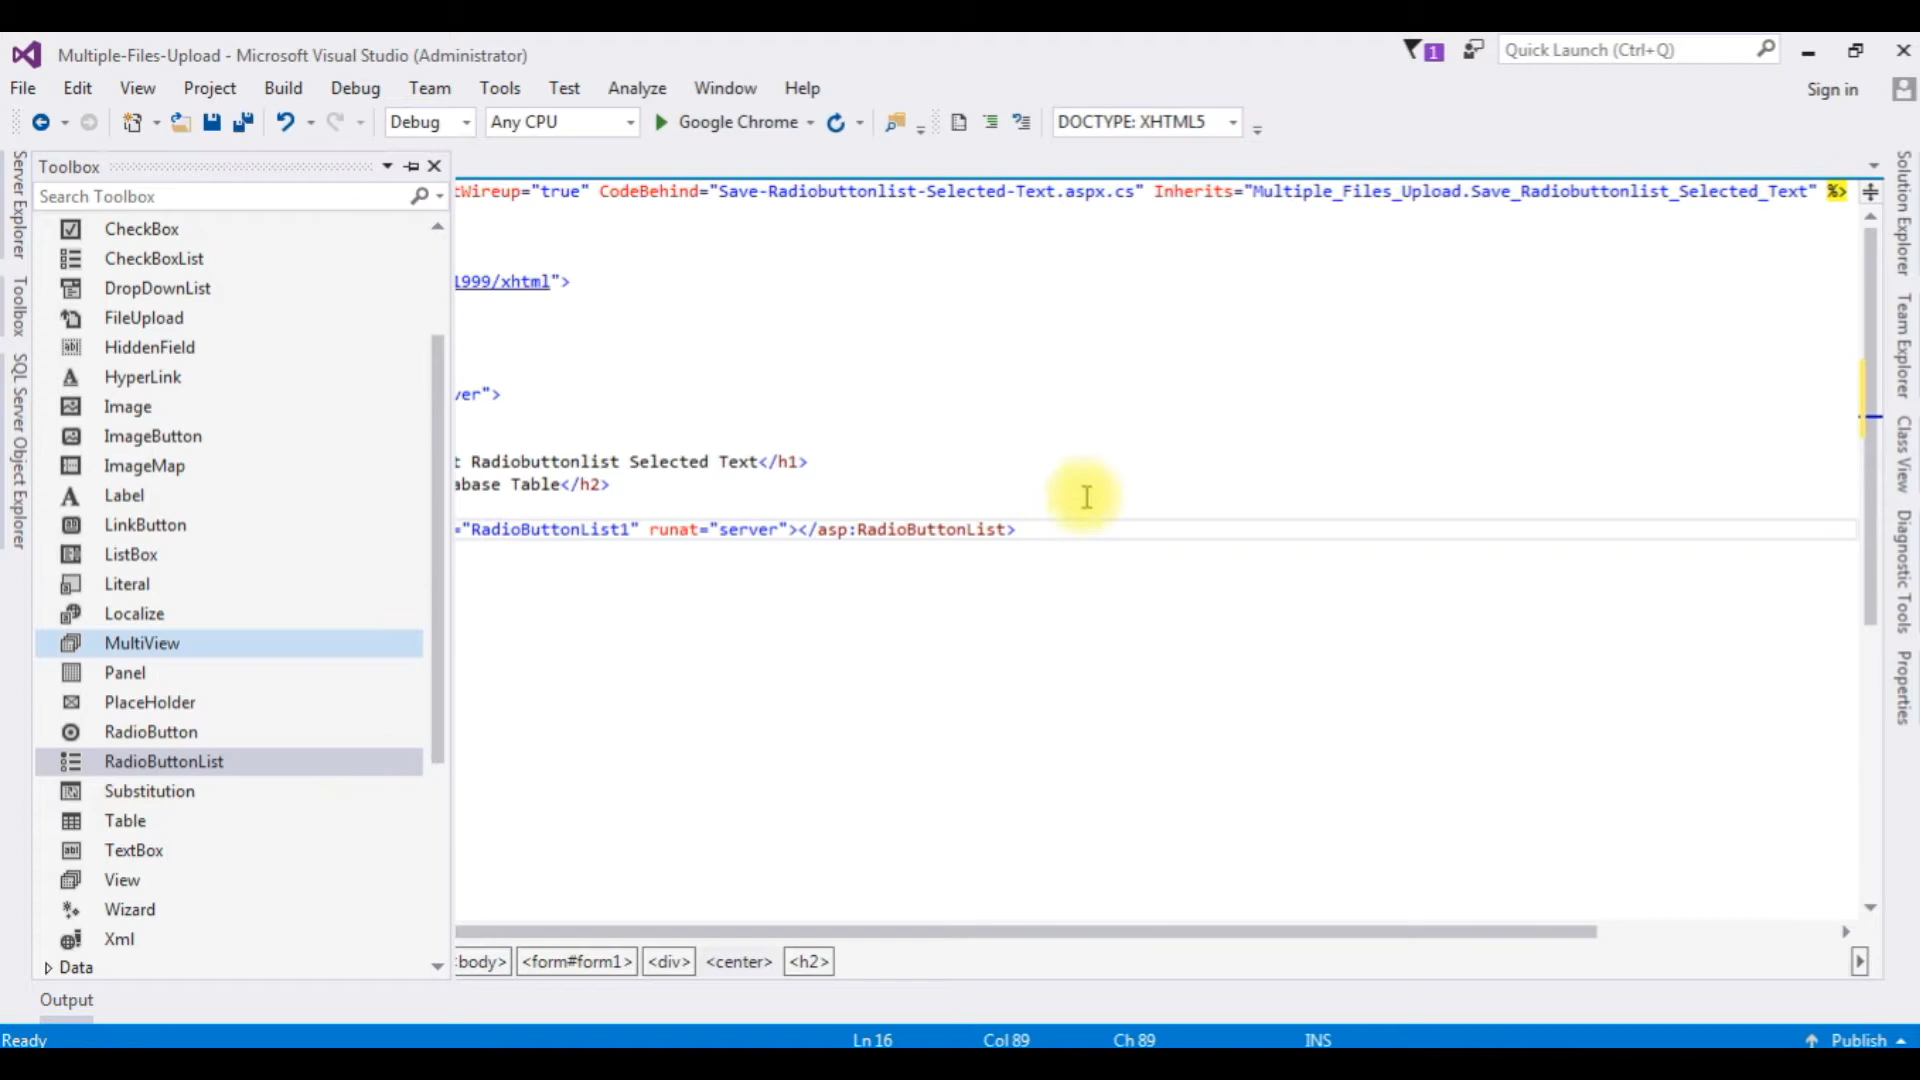 Multiple-Files-Upload - Microsoft Visual Studio (Administrator)
1
Quick Launch (Ctrl+Q)
File Edit View Project Build Debug Team Tools Test Analyze Window Help
Sign in
Debug Any CPU Google Chrome DOCTYPE: XHTML5
Server Explorer
Toolbox
SQL Server Object Explorer
Toolbox
Search Toolbox
CheckBox
CheckBoxList
DropDownList
FileUpload
HiddenField
HyperLink
Image
ImageButton
ImageMap
Label
LinkButton
ListBox
Literal
Localize
MultiView
Panel
PlaceHolder
RadioButton
RadioButtonList
Substitution
Table
TextBox
View
Wizard
Xml
Data
tWireup="true" CodeBehind="Save-Radiobuttonlist-Selected-Text.aspx.cs" Inherits="Multiple_Files_Upload.Save_Radiobuttonlist_Selected_Text" %>
1999/xhtml">
ver">
t Radiobuttonlist Selected Text</h1>
abase Table</h2>
="RadioButtonList1" runat="server"></asp:RadioButtonList>
<body> <form#form1> <div> <center> <h2>
Solution Explorer
Team Explorer
Class View
Diagnostic Tools
Properties
Output
Ready Ln 16 Col 89 Ch 89 INS Publish